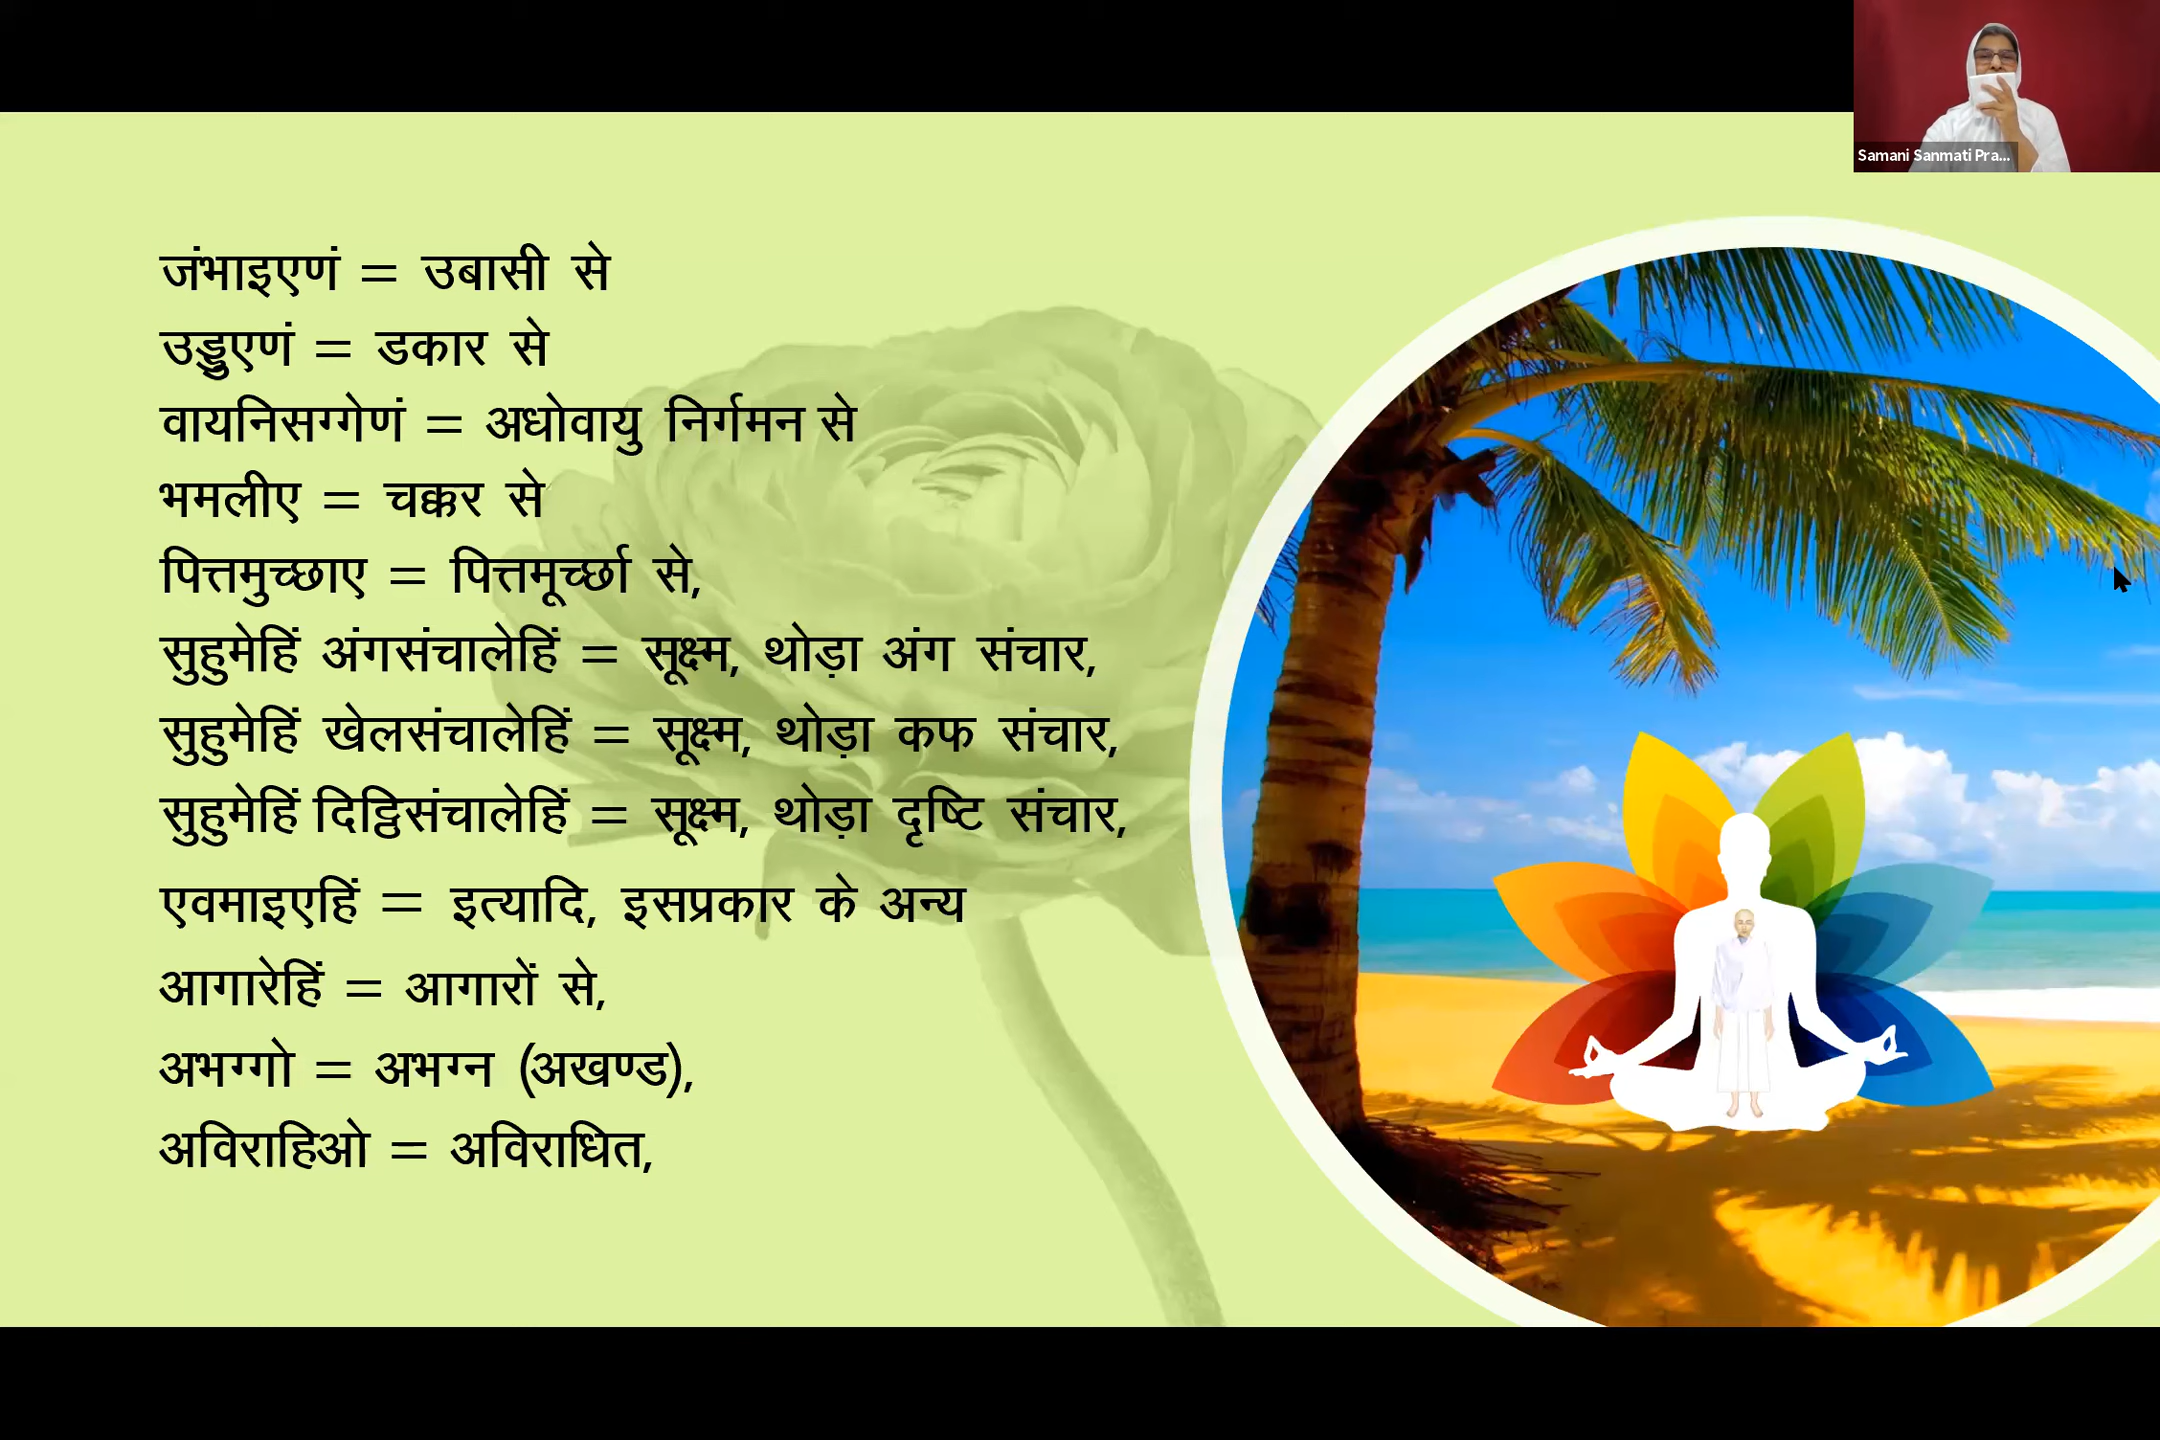 Samani Sanmati Pra...
जंभाइएणं = उबासी से
उड्डुएणं = डकार से
वायनिसग्गेणं = अधोवायु निर्गमन से
भमलीए = चक्कर से
पित्तमुच्छाए = पित्तमूर्च्छा से,
सुहुमेहिं अंगसंचालेहिं = सूक्ष्म, थोड़ा अंग संचार,
सुहुमेहिं खेलसंचालेहिं = सूक्ष्म, थोड़ा कफ संचार,
सुहुमेहिं दिट्ठिसंचालेहिं = सूक्ष्म, थोड़ा दृष्टि संचार,
एवमाइएहिं = इत्यादि, इसप्रकार के अन्य
आगारेहिं = आगारों से,
अभग्गो = अभग्न (अखण्ड),
अविराहिओ = अविराधित,